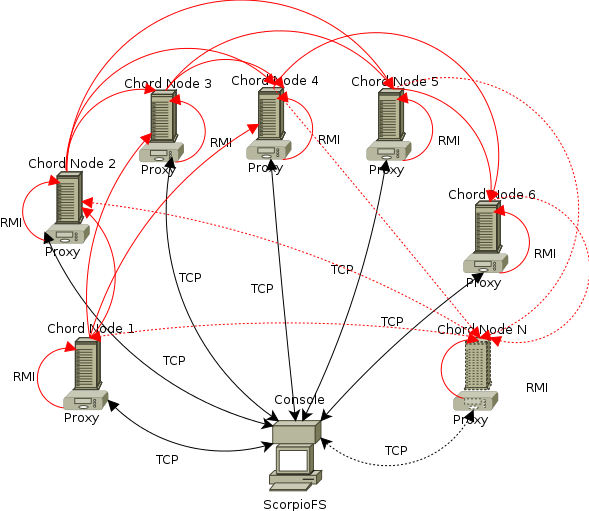 Chord Node 4
Chord Node 5
Chord Node 3
RMI
RMI
RMI
Proxy
Proxy
Proxy
Chord Node 2
Chord Node 6
RMI
Proxy
RMI
Proxy
TCP
TCP
TCP
TCP
Chord Node 1
Chord Node N
TCP
RMI
RMI
Console
Proxy
Proxy
TCP
TCP
ScorpioFS